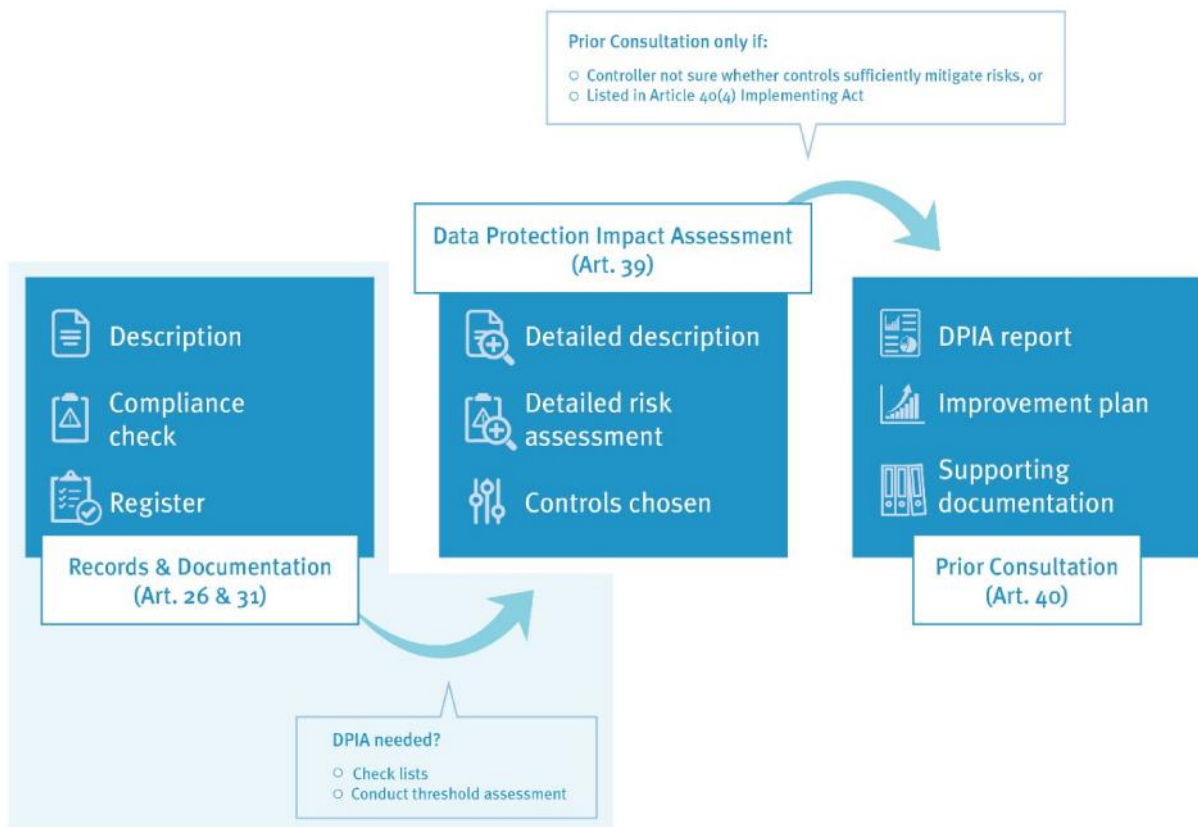 Prior Consultation only if:
Controller not sure whether controls sufficiently mitigate risks, or
Listed in Article 40(4) Implementing Act
Data Protection Impact Assessment
(Art. 39)
Description
Compliance
check
Register
Records & Documentation
(Art. 26 & 31)
Detailed description
Detailed risk
assessment
Controls chosen
DPIA report
Improvement plan
Supporting
documentation
Prior Consultation
(Art. 40)
DPIA needed?
Check lists
Conduct threshold assessment